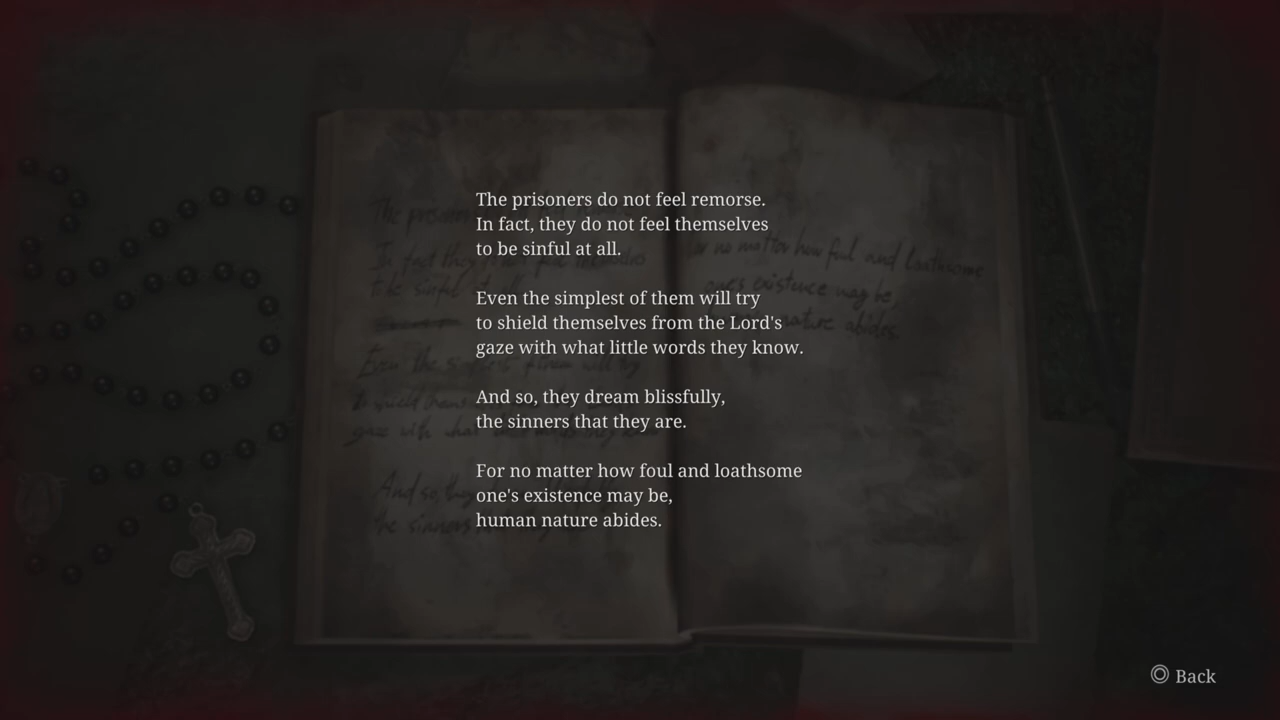 The prisoners do not feel remorse.
In fact, they do not feel themselves
to be sinful at all.
Even the simplest of them will try
to shield themselves from the Lord's
gaze with what little words they know.
And so, they dream blissfully,
the sinners that they are.
For no matter how foul and loathsome
one's existence may be,
human nature abides.
Back